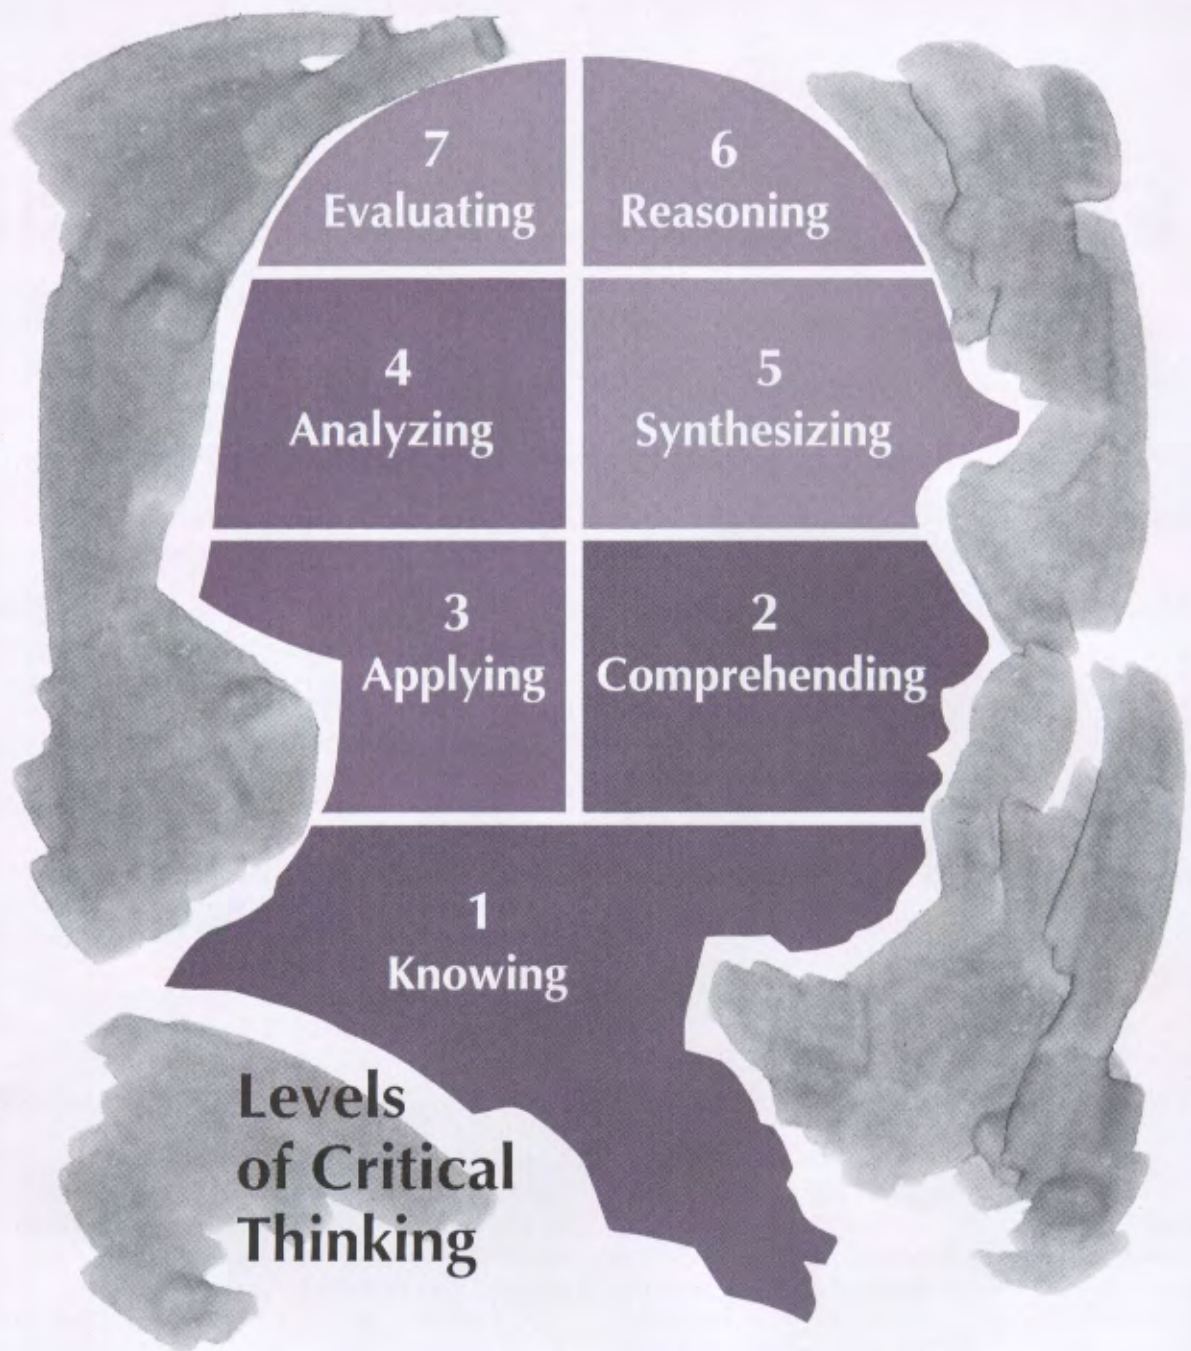 7
Evaluating
6
Reasoning
4
Analyzing
5
Synthesizing
3
Applying
2
Comprehending
1
Knowing
Levels
of Critical
Thinking